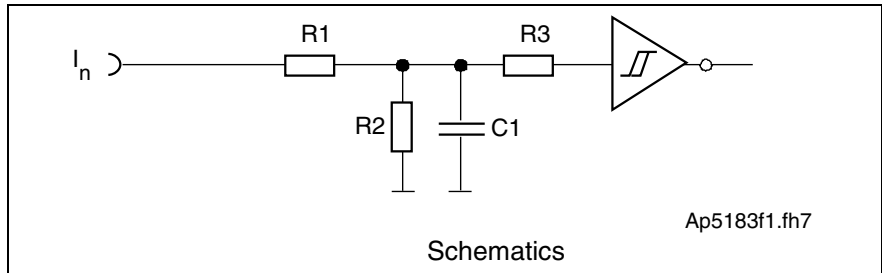 R1
R3
In
R2
C1
Ap5183f1.fh7
Schematics